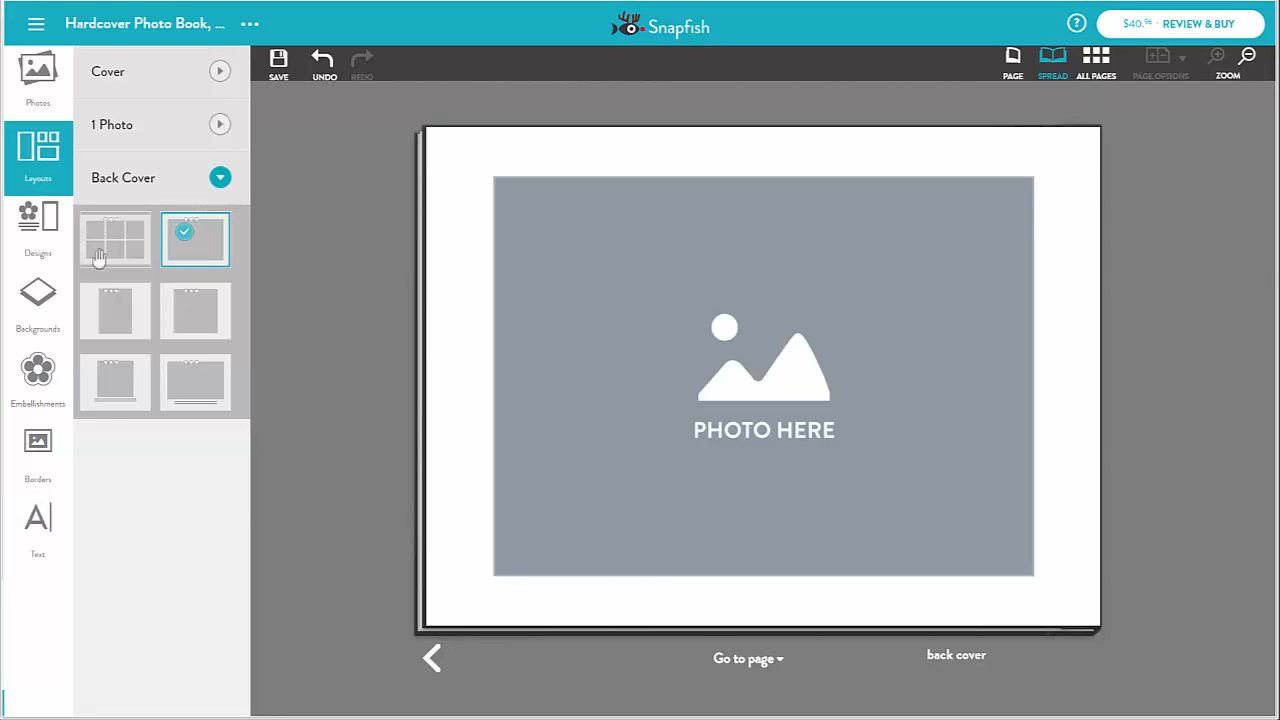 Hardcover Photo Book, ...
Snapfish
?
$40.96 · REVIEW & BUY
Photos
Layouts
Designs
Backgrounds
Embellishments
Borders
A
Text
Cover
1 Photo
Back Cover
SAVE
UNDO
REDO
PAGE
SPREAD
ALL PAGES
PAGE OPTIONS
ZOOM
PHOTO HERE
Go to page
back cover